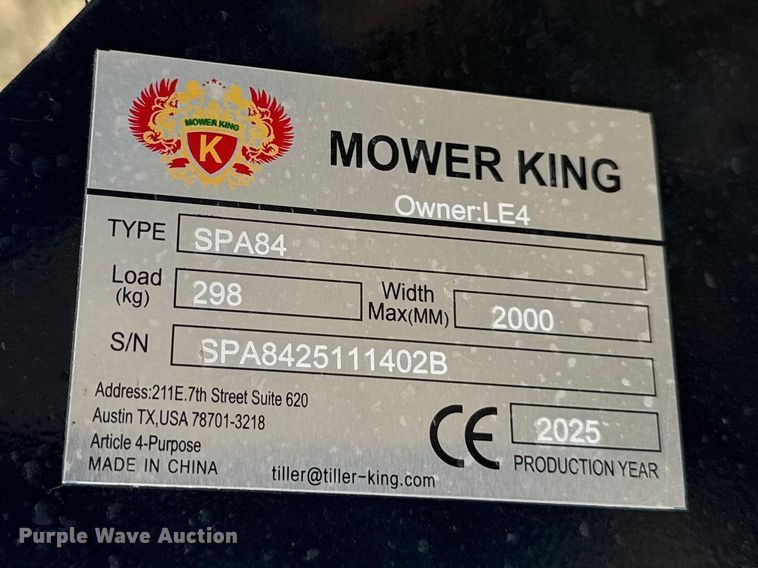 MOWER KING
K
MOWER KING
Owner:LE4
TYPE SPA84
Load (kg) 298 Width Max(MM) 2000
S/N SPA8425111402B
Address:211E.7th Street Suite 620
Austin TX,USA 78701-3218
Article 4-Purpose
MADE IN CHINA
tiller@tiller-king.com
CE 2025
PRODUCTION YEAR
Purple Wave Auction